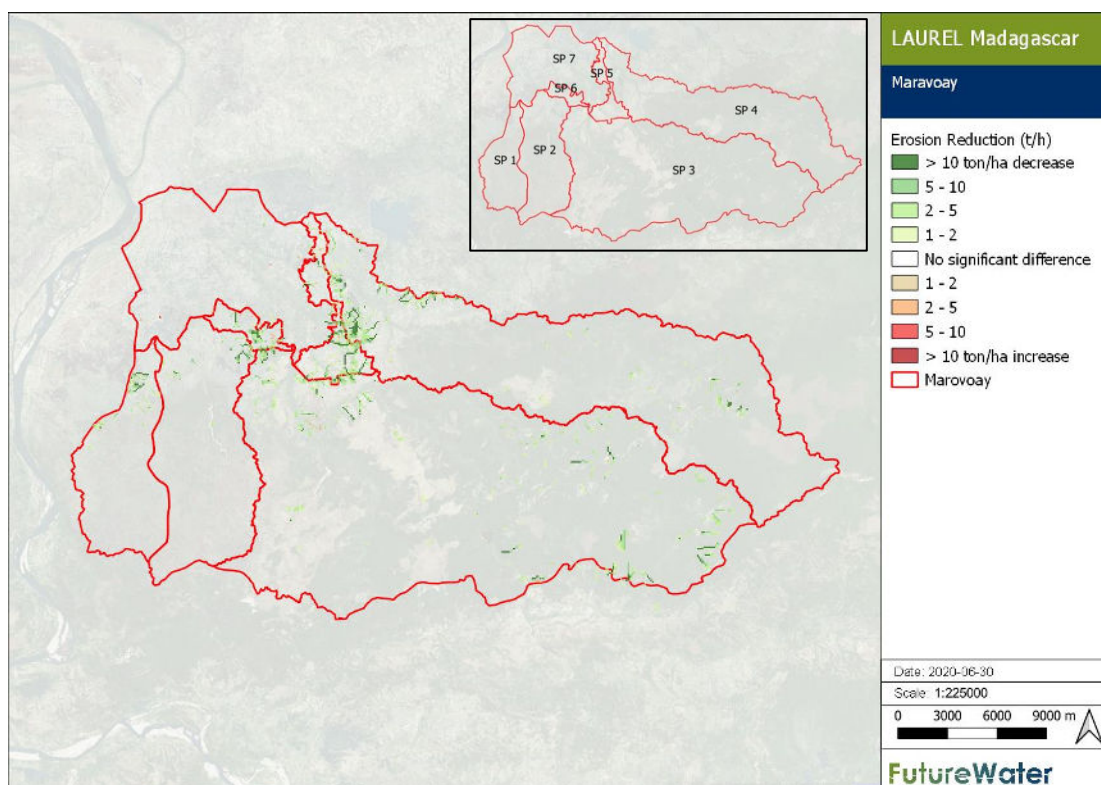 SP 7
SP 5
SP 6
SP 4
SP 2
SP 1
SP 3
LAUREL Madagascar
Maravoay
Erosion Reduction (t/h)
> 10 ton/ha decrease
5 - 10
2 - 5
1 - 2
No significant difference
1 - 2
2 - 5
5 - 10
> 10 ton/ha increase
Marovoay
Date: 2020-06-30
Scale: 1:225000
0 3000 6000 9000 m
FutureWater